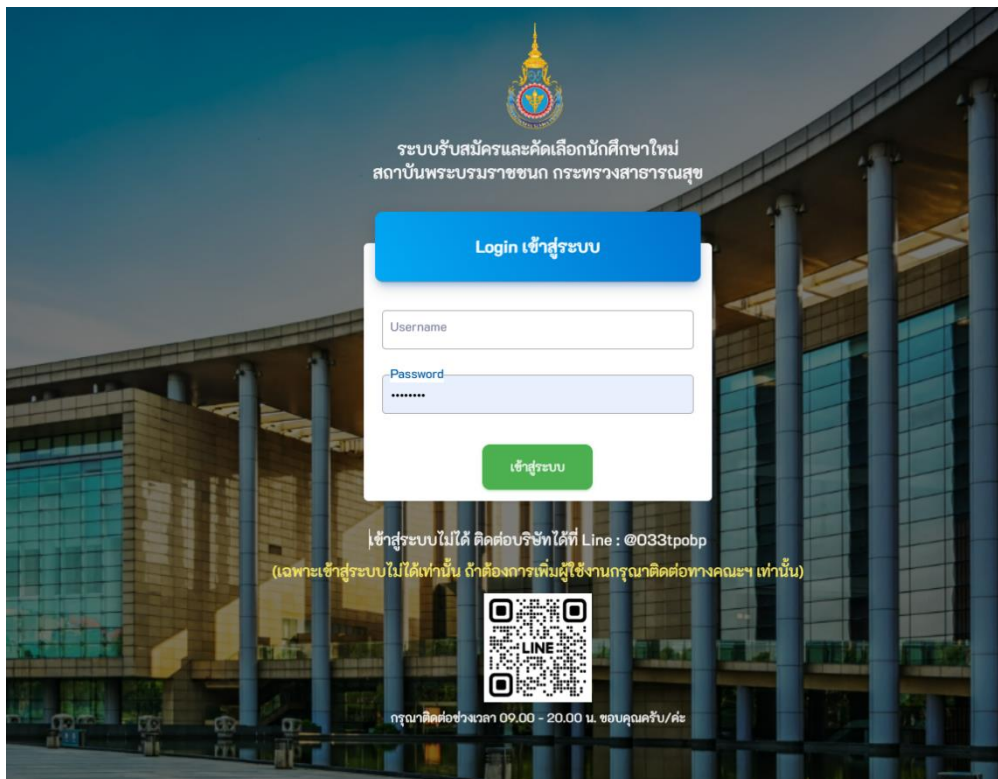 ระบบรับสมัครและคัดเลือกนักศึกษาใหม่
สถาบันพระบรมราชชนก กระทรวงสาธารณสุข
Login เข้าสู่ระบบ
Username
Password
••••••••
เข้าสู่ระบบ
เข้าสู่ระบบไม่ได้ ติดต่อบริษัทได้ที่ Line : @033tpobp
(เฉพาะเข้าสู่ระบบไม่ได้เท่านั้น ถ้าต้องการเพิ่มผู้ใช้งานกรุณาติดต่อทางคณะฯ เท่านั้น)
LINE
กรุณาติดต่อช่วงเวลา 09.00 - 20.00 น. ขอบคุณครับ/ค่ะ